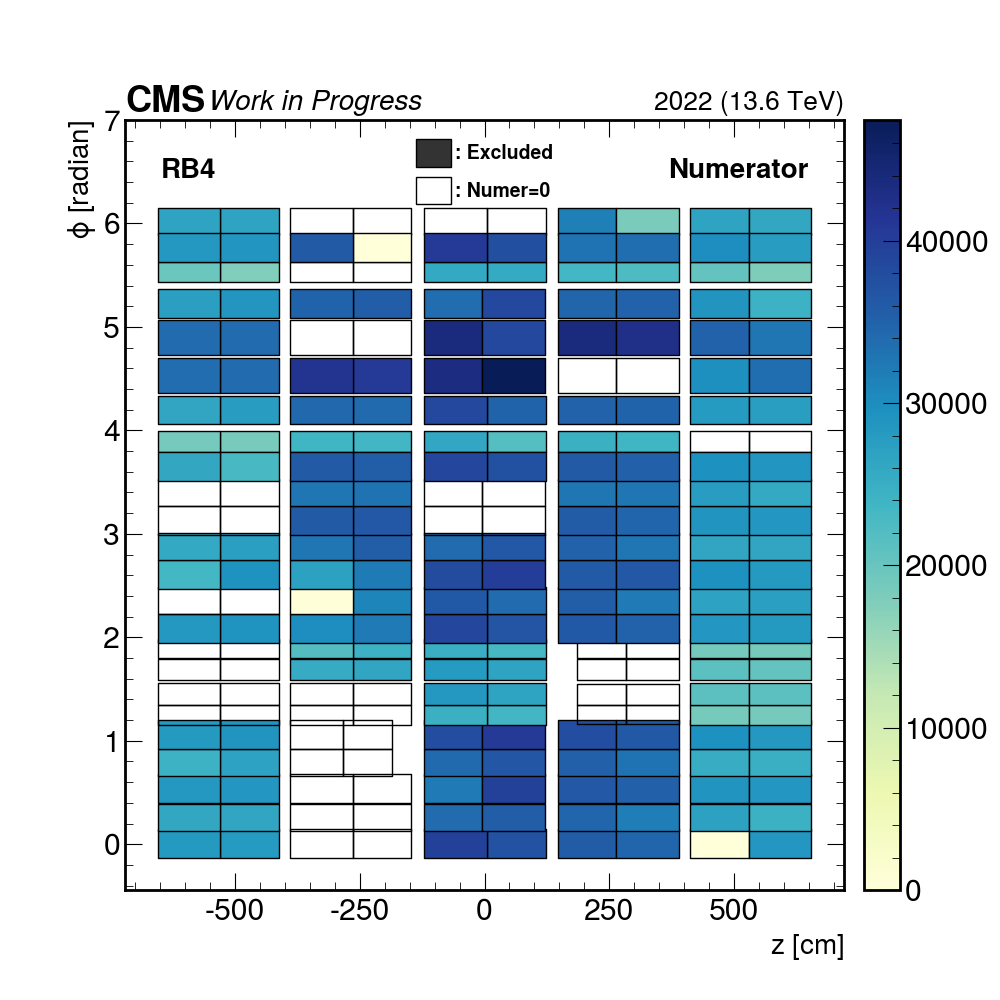 CMS Work in Progress 2022 (13.6 TeV)
RB4
: Excluded
: Numer=0
Numerator
ϕ [radian]
7
6
5
4
3
2
1
0
-500 -250 0 250 500
z [cm]
40000
30000
20000
10000
0